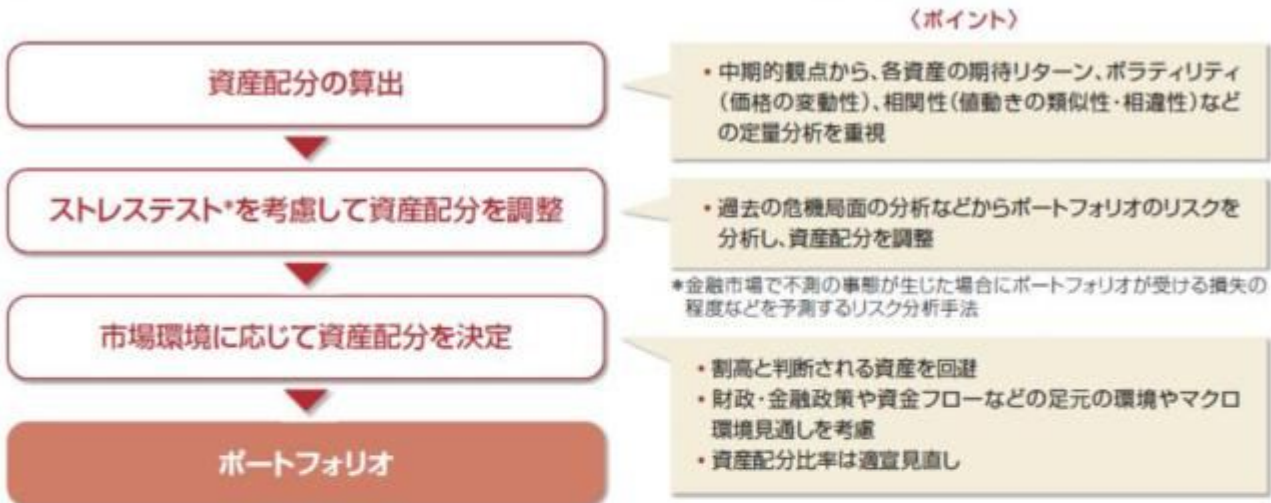 〈ポイント〉
資産配分の算出
・中期的観点から、各資産の期待リターン、ボラティリティ
(価格の変動性)、相関性(値動きの類似性・相違性)など
の定量分析を重視
ストレステスト*を考慮して資産配分を調整
・過去の危機局面の分析などからポートフォリオのリスクを
分析し、資産配分を調整
*金融市場で不測の事態が生じた場合にポートフォリオが受ける損失の
程度などを予測するリスク分析手法
市場環境に応じて資産配分を決定
・割高と判断される資産を回避
・財政・金融政策や資金フローなどの足元の環境やマクロ
環境見通しを考慮
・資産配分比率は適宜見直し
ポートフォリオ